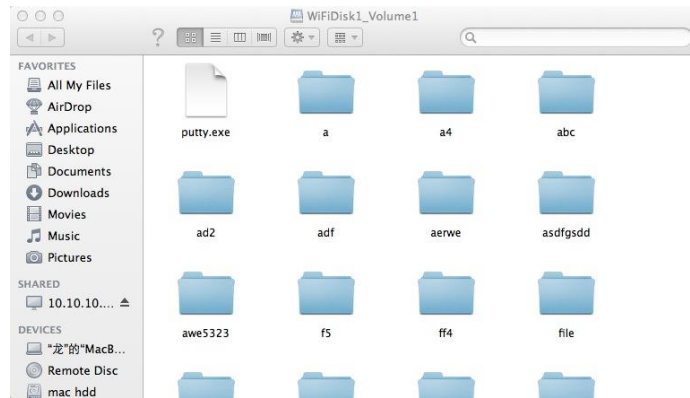 WiFiDisk1_Volume1
?
FAVORITES
All My Files
AirDrop
Applications
Desktop
Documents
Downloads
Movies
Music
Pictures
SHARED
10.10.10....
DEVICES
"龙"的"MacB...
Remote Disc
mac hdd
putty.exe
a
a4
abc
ad2
adf
aerwe
asdfgsdd
awe5323
f5
ff4
file